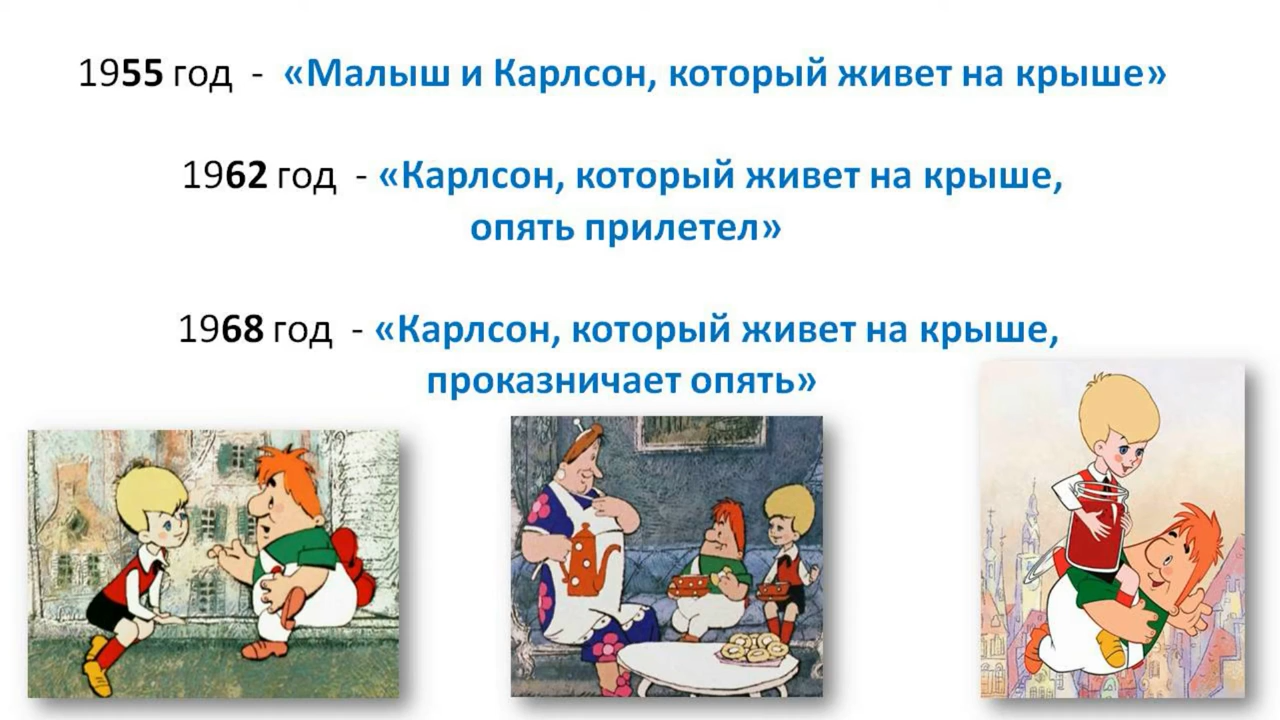 1955 год - «Малыш и Карлсон, который живет на крыше»
1962 год - «Карлсон, который живет на крыше,
опять прилетел»
1968 год - «Карлсон, который живет на крыше,
проказничает опять»